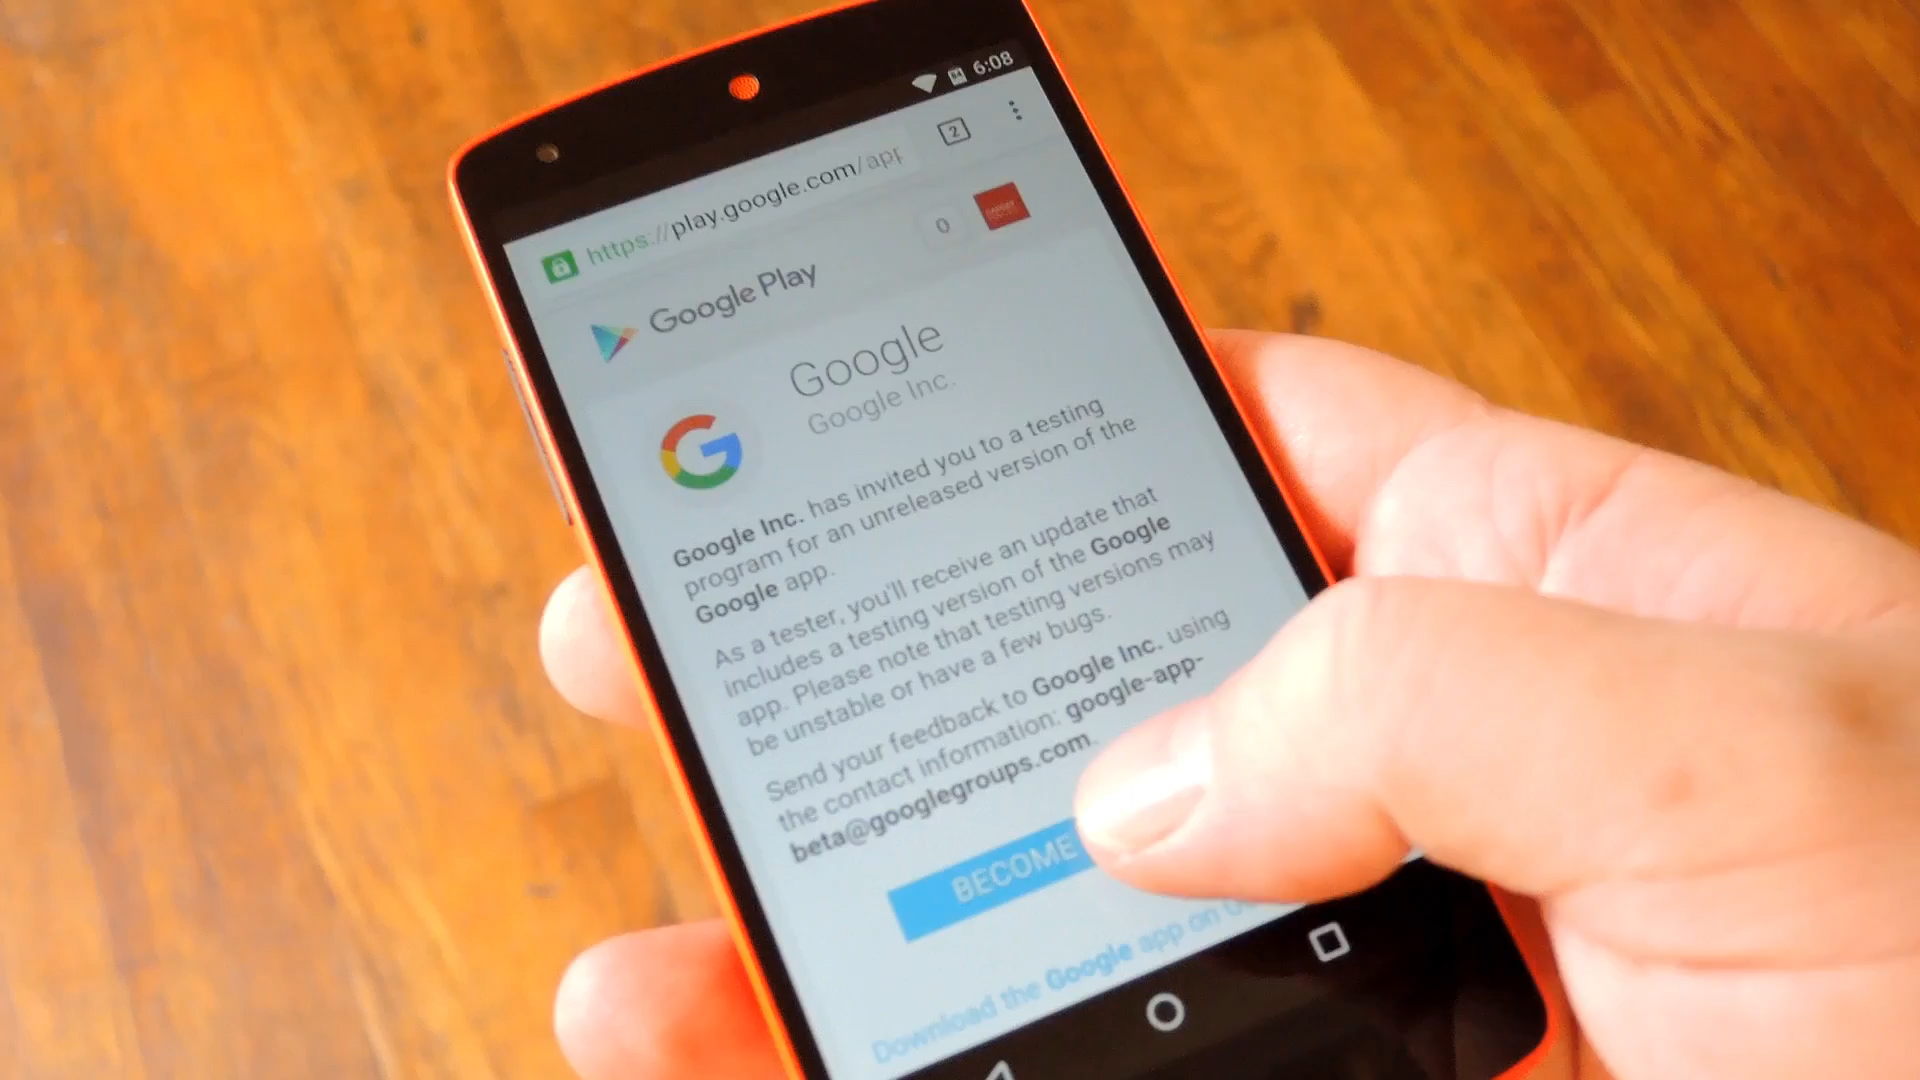 6:08
https://play.google.com/app
2
Google Play
0
Google
Google Inc.
Google Inc. has invited you to a testing
program for an unreleased version of the
Google app.
As a tester, you'll receive an update that
includes a testing version of the Google
app. Please note that testing versions may
be unstable or have a few bugs.
Send your feedback to Google Inc. using
the contact information: google-app-
beta@googlegroups.com.
BECOME
Download the Google app on